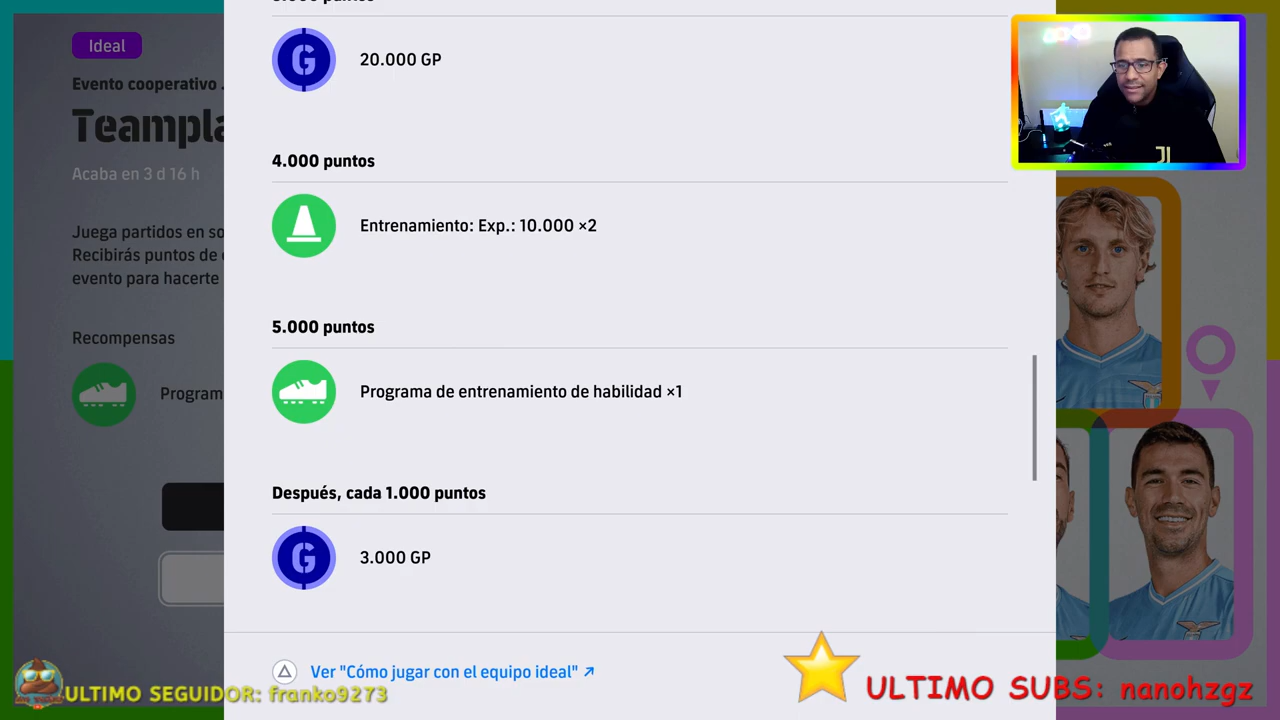 Ideal
Evento cooperativo
Acaba en 3 d 16 h
Juega partidos en
Recibirás puntos de
evento para hacerte
Recompensas
20.000 GP
4.000 puntos
Entrenamiento: Exp.: 10.000 ×2
5.000 puntos
Programa de entrenamiento de habilidad ×1
Después, cada 1.000 puntos
3.000 GP
Ver "Cómo jugar con el equipo ideal" ↗
ULTIMO SEGUIDOR: franko9273
ULTIMO SUBS: nanohzgz